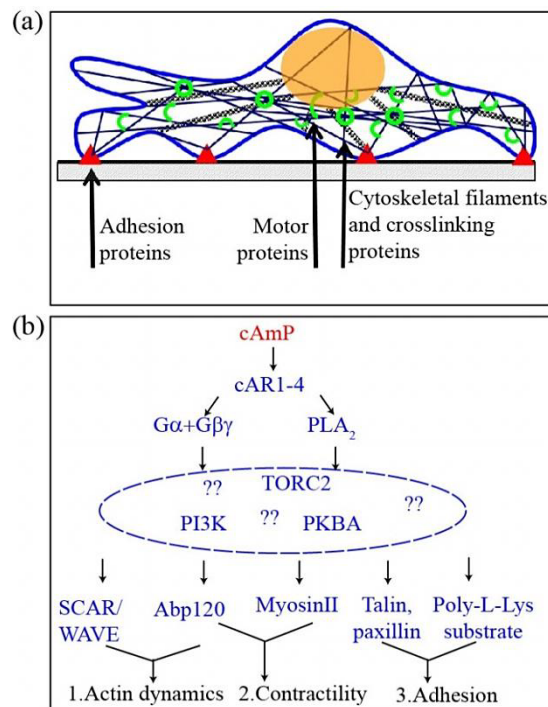 (a)
Adhesion proteins
Motor proteins
Cytoskeletal filaments and crosslinking proteins
(b)
cAmP
cAR1-4
Gα+Gβγ PLA₂
?? TORC2 ??
PI3K ?? PKBA
SCAR/WAVE Abp120 MyosinII Talin, paxillin Poly-L-Lys substrate
1.Actin dynamics 2.Contractility 3.Adhesion